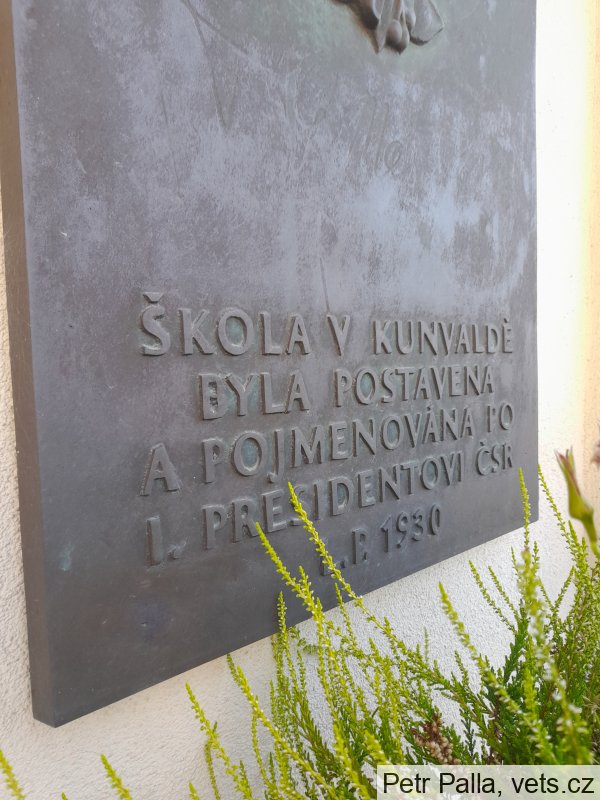 ŠKOLA V KUNVALDĚ
BYLA POSTAVENA
A POJMENOVÁNA PO
I. PRESIDENTOVI ČSR
L.P. 1930
Petr Palla, vets.cz